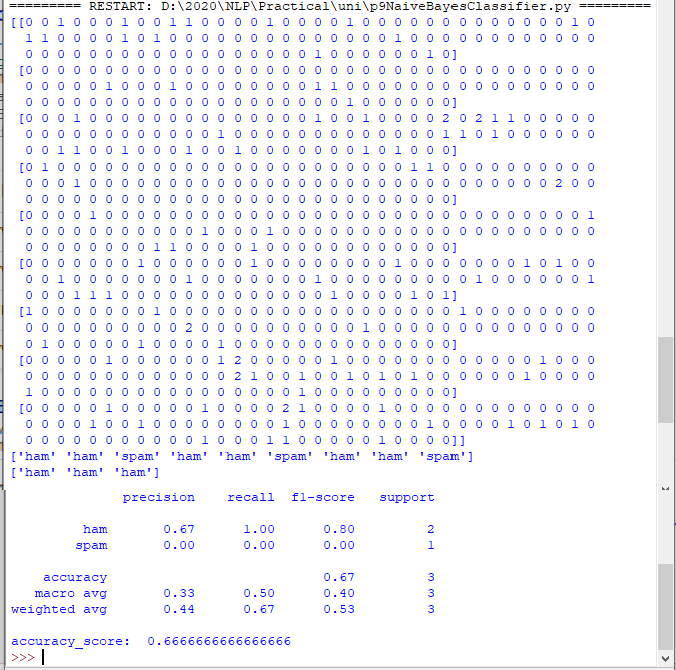 ========= RESTART: D:\2020\NLP\Practical\uni\p9NaiveBayesClassifier.py =========
[[0 0 1 0 0 0 1 0 0 1 1 0 0 0 0 1 0 0 0 0 1 0 0 0 0 0 0 0 0 0 0 0 0 0 1 0
1 1 0 0 0 0 1 0 1 0 0 0 0 0 0 0 0 0 0 0 0 0 0 1 0 0 0 0 0 0 0 0 0 0 0 0
0 0 0 0 0 0 0 0 0 0 0 0 0 0 0 0 0 0 1 0 0 0 0 0 0 1 0]
[0 0 0 0 0 0 0 0 0 0 0 0 0 0 0 0 0 0 0 0 0 0 0 0 0 0 0 0 0 0 0 0 0 0 0 0
0 0 0 0 0 1 0 0 0 1 0 0 0 0 0 0 0 0 1 1 0 0 0 0 0 0 0 0 0 0 0 0 0 0 0 0
0 0 0 0 0 0 0 0 0 0 0 0 0 0 0 0 0 0 0 0 1 0 0 0 0 0 0]
[0 0 0 1 0 0 0 0 0 0 0 0 0 0 0 0 0 0 1 0 0 1 0 0 0 0 2 0 2 1 1 0 0 0 0 0
0 0 0 0 0 0 0 0 0 0 0 0 1 0 0 0 0 0 0 0 0 0 0 0 0 0 1 1 0 1 0 0 0 0 0 0
0 0 1 1 0 0 1 0 0 0 1 0 0 1 0 0 0 0 0 0 0 1 0 1 0 0 0]
[0 1 0 0 0 0 0 0 0 0 0 0 0 0 0 0 0 0 0 0 0 0 0 0 1 1 0 0 0 0 0 0 0 0 0 0
0 0 0 1 0 0 0 0 0 0 0 0 0 0 0 0 0 0 0 0 0 0 0 0 0 0 0 0 0 0 0 0 0 2 0 0
0 0 0 0 0 0 0 0 0 0 0 0 0 0 0 0 0 0 0 0 0 0 0 0 0 0 0]
[0 0 0 0 1 0 0 0 0 0 0 0 0 0 0 0 0 0 0 0 0 0 0 0 0 0 0 0 0 0 0 0 0 0 0 1
0 0 0 0 0 0 0 0 0 0 0 1 0 0 0 1 0 0 0 0 0 0 0 0 0 0 0 0 0 0 0 0 0 0 0 0
0 0 0 0 0 0 0 0 1 1 0 0 0 0 1 0 0 0 0 0 0 0 0 0 0 0 0]
[0 0 0 0 0 0 0 1 0 0 0 0 0 0 1 0 0 0 0 0 0 0 0 1 0 0 0 0 0 0 0 1 0 1 0 0
0 0 1 0 0 0 0 0 0 0 1 0 0 0 0 0 0 0 1 0 0 0 0 0 0 0 0 0 1 0 0 0 0 0 0 1
0 0 0 1 1 1 0 0 0 0 0 0 0 0 0 0 0 0 0 1 0 0 0 0 1 0 1]
[1 0 0 0 0 0 0 0 1 0 0 0 0 0 0 0 0 0 0 0 0 0 0 0 0 0 0 1 0 0 0 0 0 0 0 0
0 0 0 0 0 0 0 0 0 0 2 0 0 0 0 0 0 0 0 0 0 1 0 0 0 0 0 0 0 0 0 0 0 0 0 0
0 1 0 0 0 0 0 1 0 0 0 0 1 0 0 0 0 0 0 0 0 0 0 0 0 0 0]
[0 0 0 0 0 1 0 0 0 0 0 0 1 2 0 0 0 0 0 1 0 0 0 0 0 0 0 0 0 0 0 0 1 0 0 0
0 0 0 0 0 0 0 0 0 0 0 0 0 2 1 0 0 1 0 0 1 0 1 0 1 0 0 0 0 0 0 1 0 0 0 0
1 0 0 0 0 0 0 0 0 0 0 0 0 0 0 0 0 1 0 0 0 0 0 0 0 0 0]
[0 0 0 0 0 1 0 0 0 0 0 1 0 0 0 0 2 1 0 0 0 0 1 0 0 0 0 0 0 0 0 0 0 0 0 0
0 0 0 0 1 0 0 1 0 0 0 0 0 0 0 0 1 0 0 0 0 0 0 0 0 1 0 0 0 0 1 0 1 0 1 0
0 0 0 0 0 0 0 0 0 0 0 1 0 0 0 1 1 0 0 0 0 0 1 0 0 0 0]]
['ham' 'ham' 'spam' 'ham' 'ham' 'spam' 'ham' 'ham' 'spam']
['ham' 'ham' 'ham']
precision recall f1-score support
ham 0.67 1.00 0.80 2
spam 0.00 0.00 0.00 1
accuracy 0.67 3
macro avg 0.33 0.50 0.40 3
weighted avg 0.44 0.67 0.53 3
accuracy_score: 0.6666666666666666
>>>